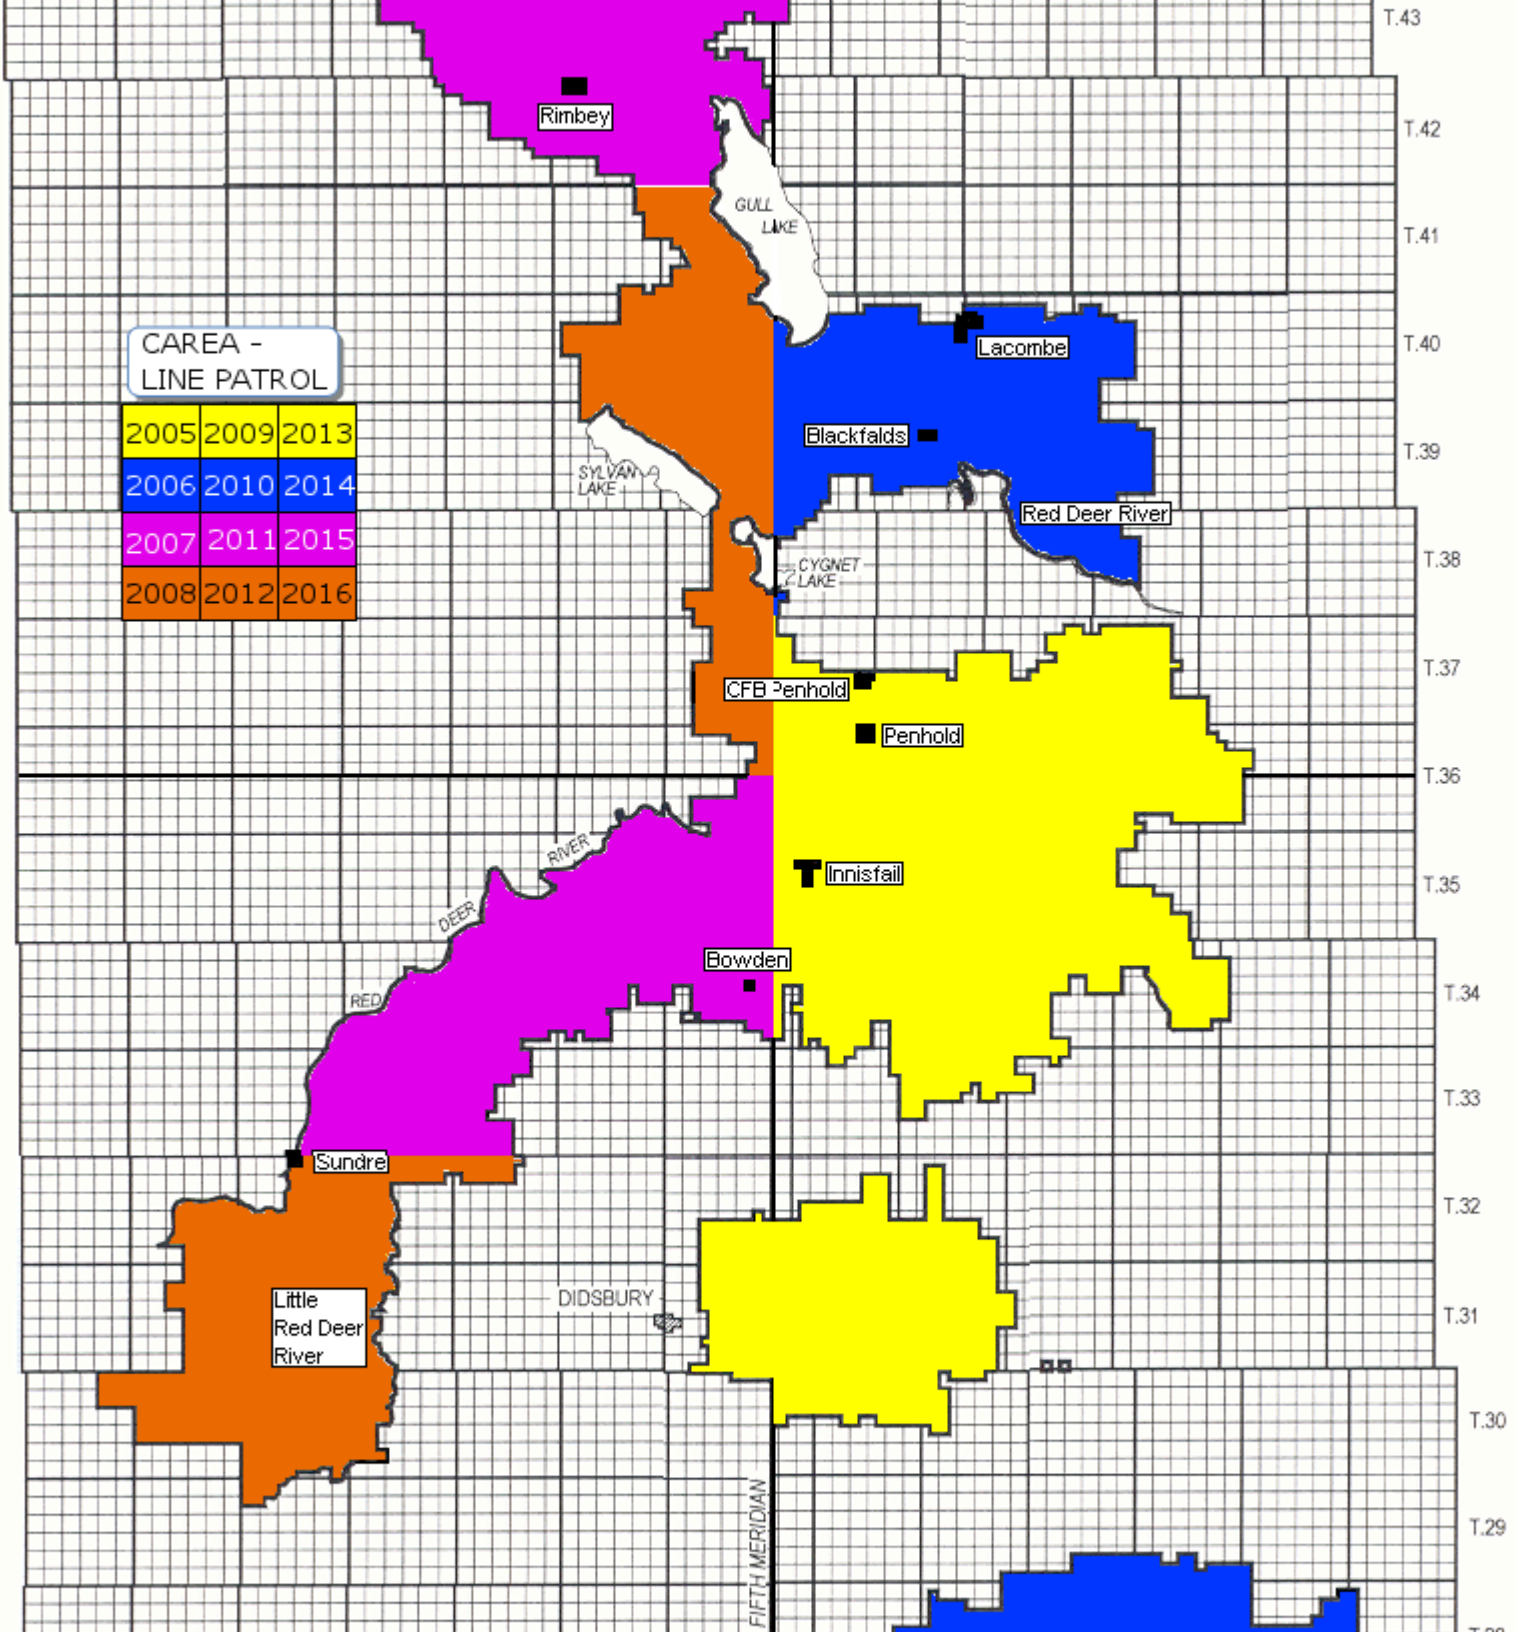 T.43
Rimbey
T.42
GULL
LAKE
T.41
CAREA -
LINE PATROL
Lacombe
T.40
2005 2009 2013
Blackfalds
T.39
2006 2010 2014
SYLVAN
LAKE
Red Deer River
2007 2011 2015
CYGNET
LAKE
T.38
2008 2012 2016
T.37
CFB Penhold
Penhold
T.36
RIVER
Innisfail
T.35
DEER
Bowden
RED
T.34
T.33
Sundre
T.32
DIDSBURY
Little
Red Deer
River
T.31
T.30
FIFTH MERIDIAN
T.29